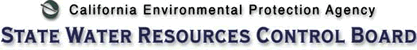 California Environmental Protection Agency
STATE WATER RESOURCES CONTROL BOARD